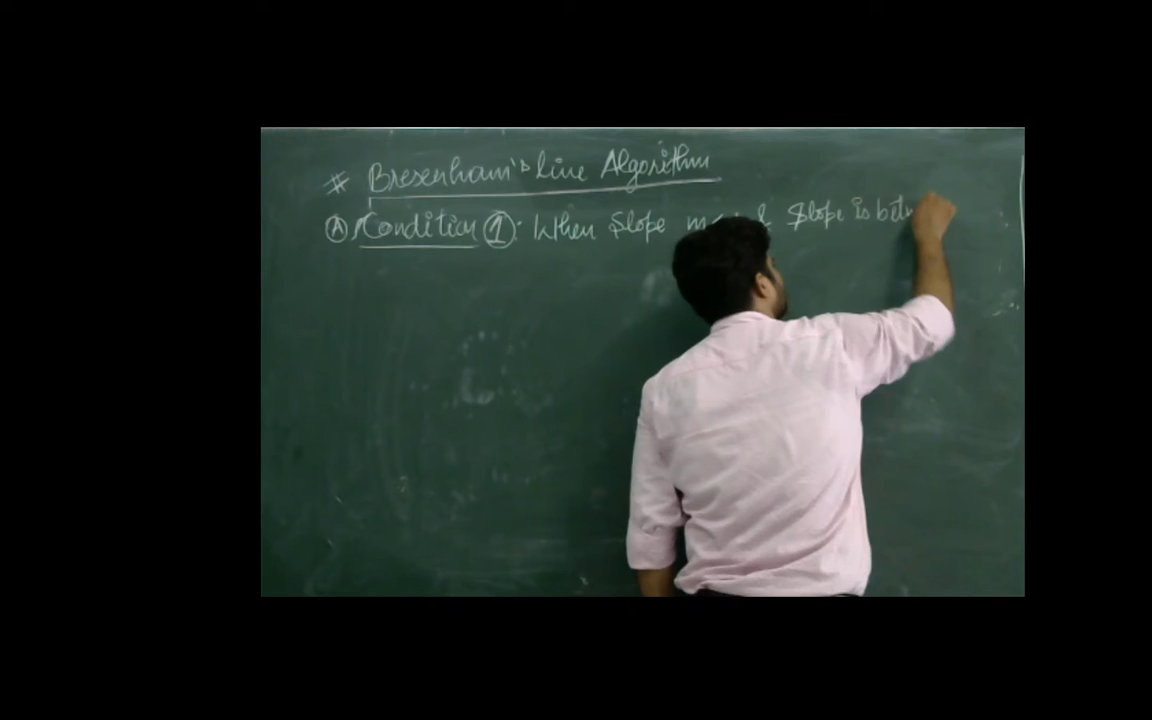 # Bresenham's line Algorithm
(A) Condition (1): When Slope m & Slope is betw